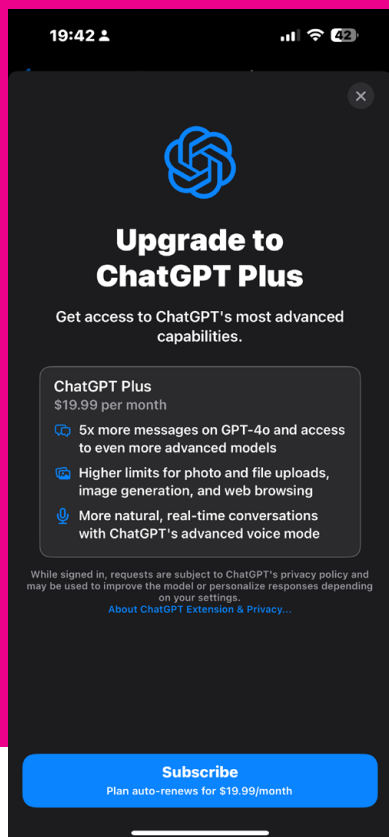 19:42
42
Upgrade to
ChatGPT Plus
Get access to ChatGPT's most advanced
capabilities.
ChatGPT Plus
$19.99 per month
5x more messages on GPT-4o and access
to even more advanced models
Higher limits for photo and file uploads,
image generation, and web browsing
More natural, real-time conversations
with ChatGPT's advanced voice mode
While signed in, requests are subject to ChatGPT's privacy policy and
may be used to improve the model or personalize responses depending
on your settings.
About ChatGPT Extension & Privacy...
Subscribe
Plan auto-renews for $19.99/month